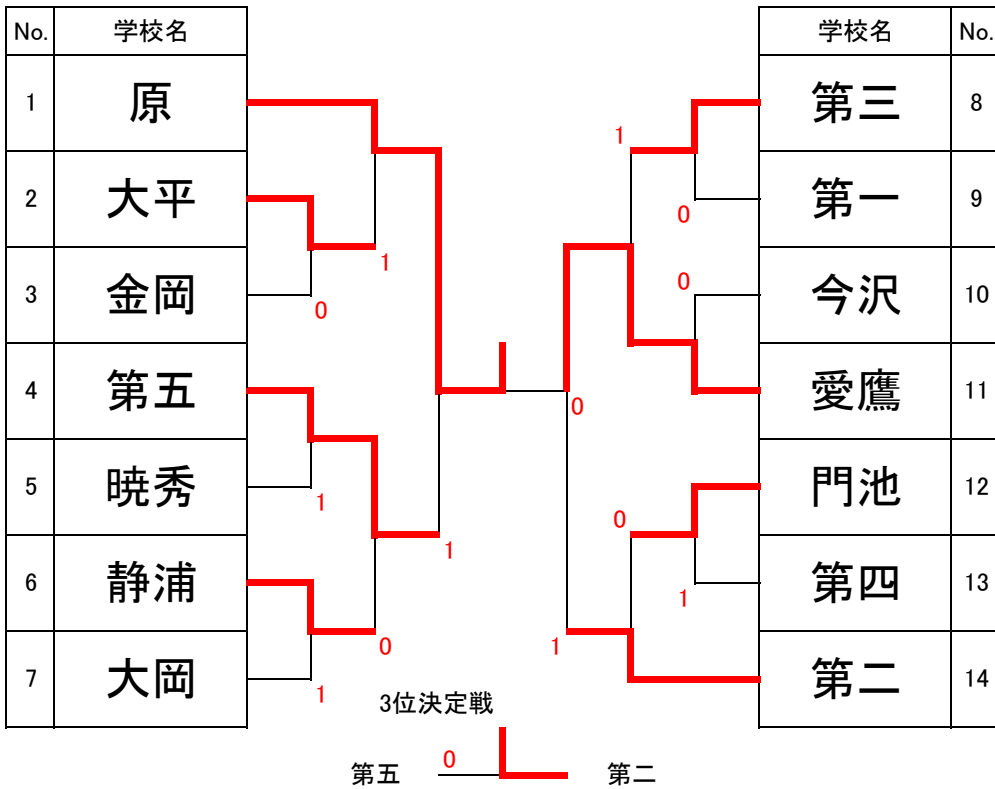 No. 学校名 学校名 No.
1 原 第三 8
1
2 大平 第一 9
0
1
3 金岡 0 今沢 10
0
4 第五 愛鷹 11
0
5 暁秀 門池 12
1 0
1
6 静浦 第四 13
1
0 1
7 大岡 第二 14
1
3位決定戦
第五 0 第二